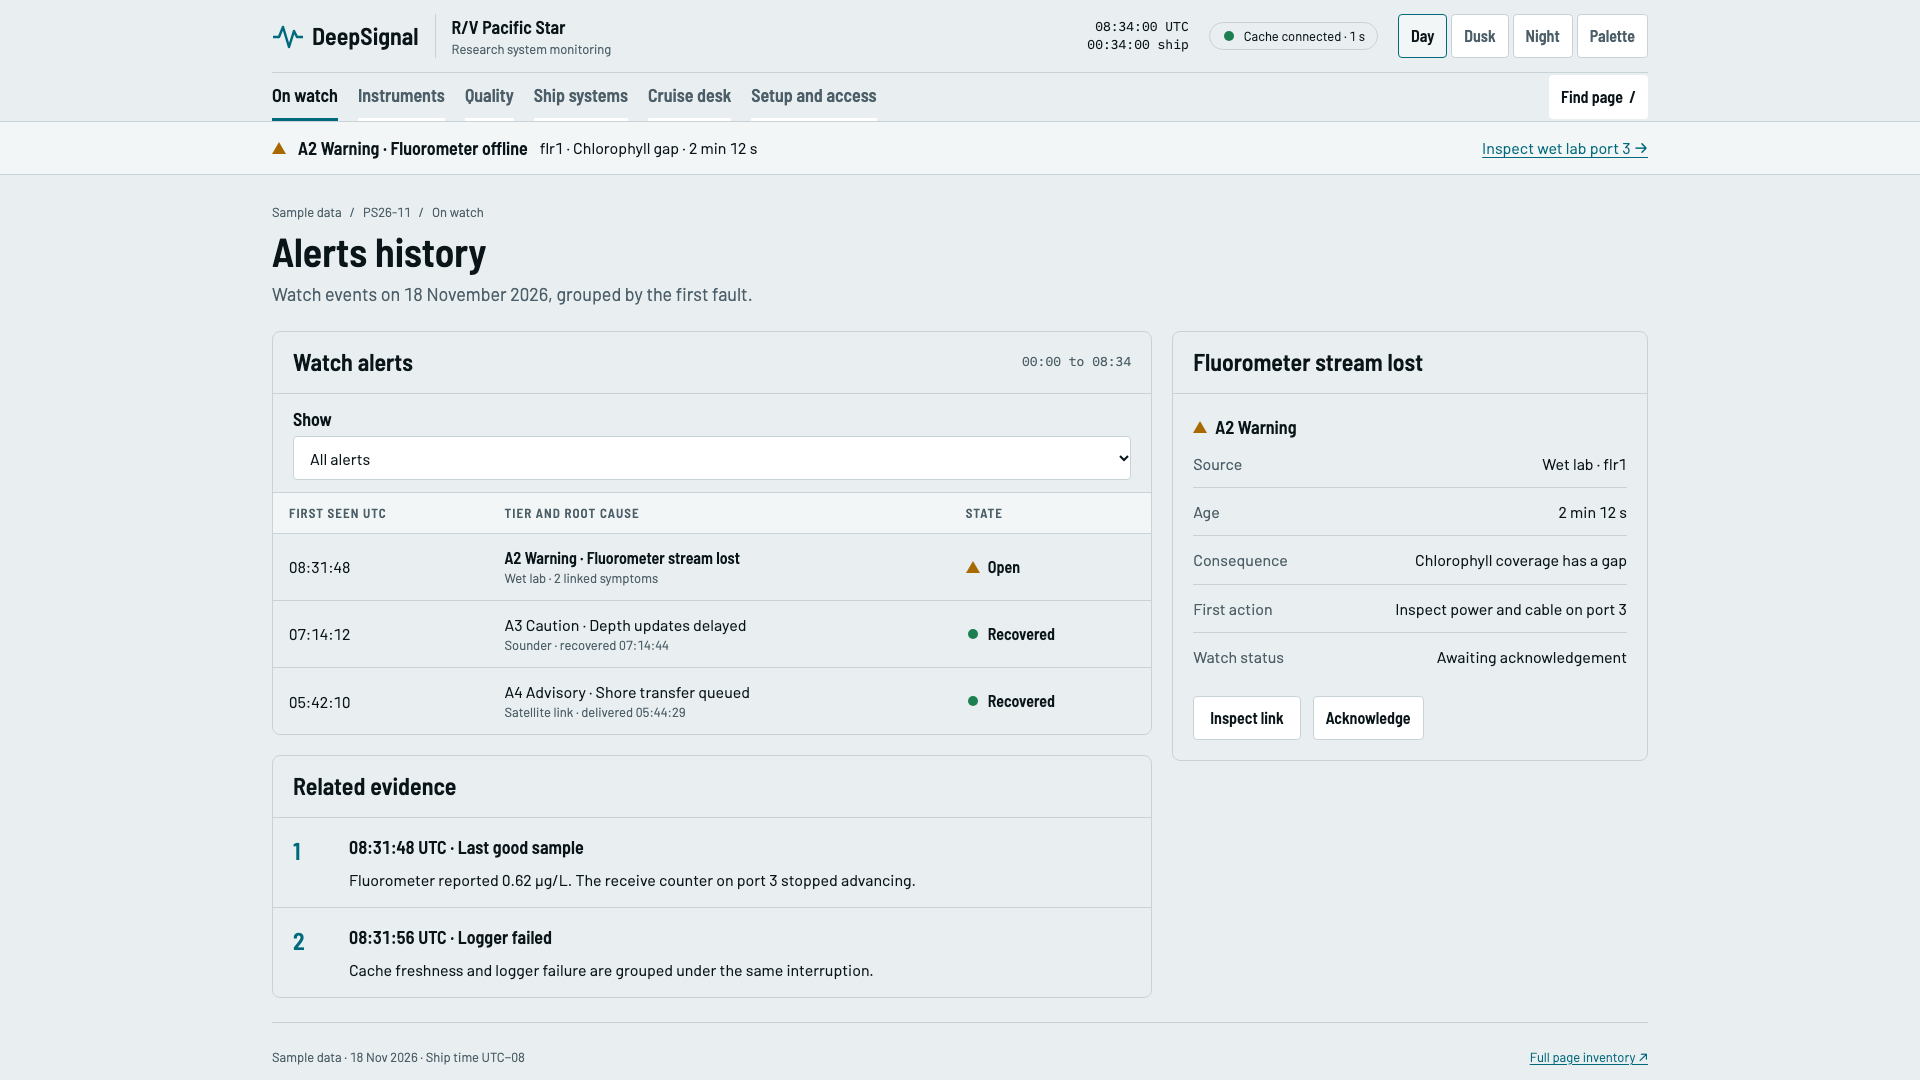 DeepSignal
R/V Pacific Star
Research system monitoring
08:34:00 UTC
00:34:00 ship
Cache connected · 1 s
Day
Dusk
Night
Palette
On watch
Instruments
Quality
Ship systems
Cruise desk
Setup and access
Find page /
A2 Warning · Fluorometer offline flr1 · Chlorophyll gap · 2 min 12 s
Inspect wet lab port 3 →
Sample data / PS26-11 / On watch
Alerts history
Watch events on 18 November 2026, grouped by the first fault.
Watch alerts
00:00 to 08:34
Show
All alerts
FIRST SEEN UTC
TIER AND ROOT CAUSE
STATE
08:31:48
A2 Warning · Fluorometer stream lost
Wet lab · 2 linked symptoms
Open
07:14:12
A3 Caution · Depth updates delayed
Sounder · recovered 07:14:44
Recovered
05:42:10
A4 Advisory · Shore transfer queued
Satellite link · delivered 05:44:29
Recovered
Related evidence
1
08:31:48 UTC · Last good sample
Fluorometer reported 0.62 µg/L. The receive counter on port 3 stopped advancing.
2
08:31:56 UTC · Logger failed
Cache freshness and logger failure are grouped under the same interruption.
Fluorometer stream lost
A2 Warning
Source
Wet lab · flr1
Age
2 min 12 s
Consequence
Chlorophyll coverage has a gap
First action
Inspect power and cable on port 3
Watch status
Awaiting acknowledgement
Inspect link
Acknowledge
Sample data · 18 Nov 2026 · Ship time UTC−08
Full page inventory ↗